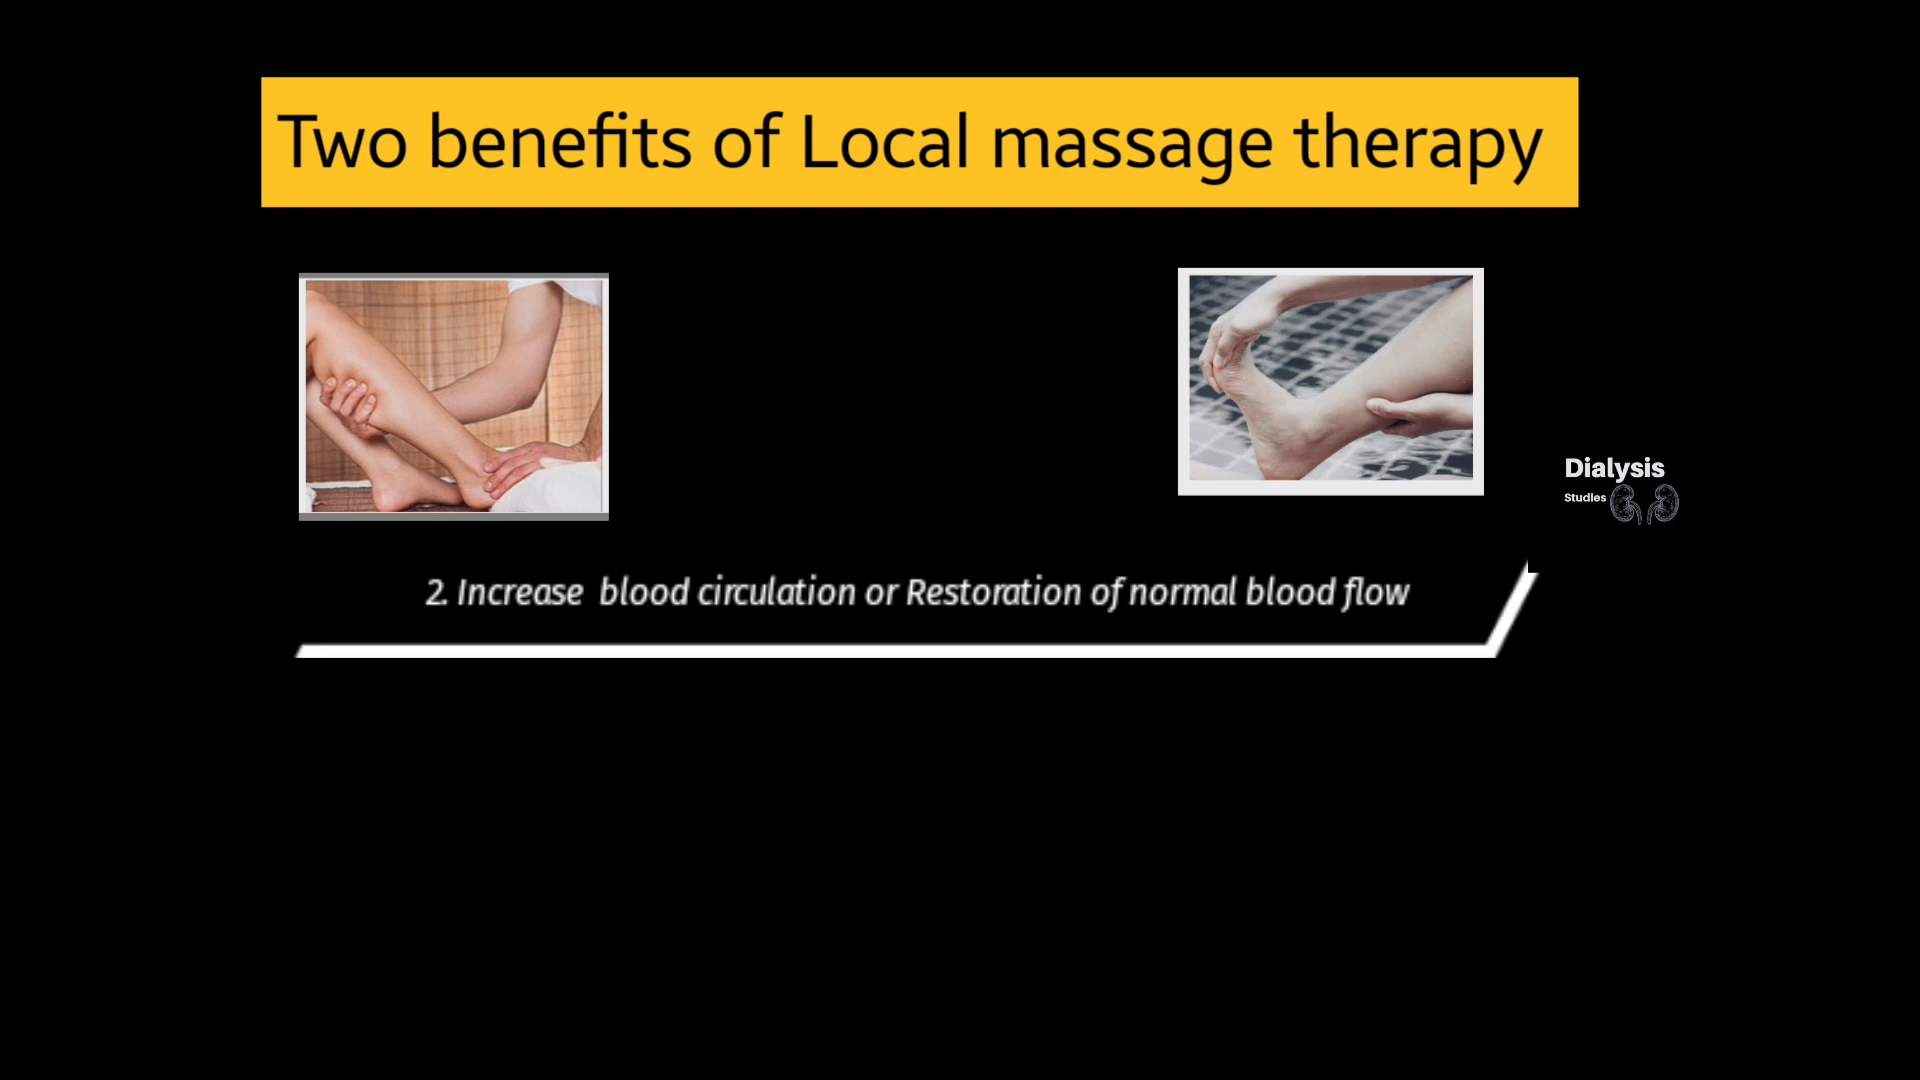 Two benefits of Local massage therapy
Dialysis
Studies
2. Increase blood circulation or Restoration of normal blood flow